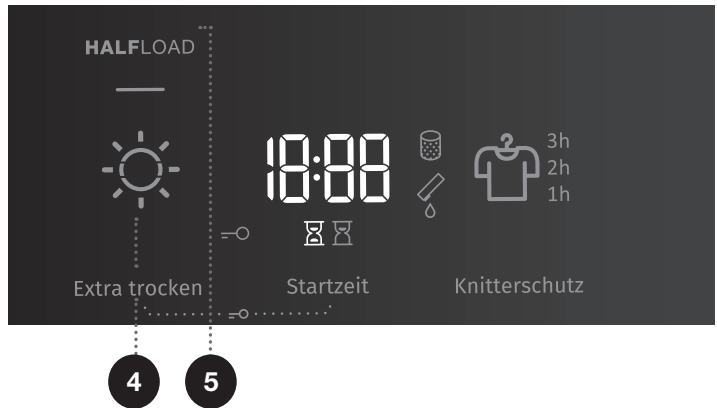 HALFLOAD
18:88
3h
2h
1h
Extra trocken
Startzeit
Knitterschutz
4
5